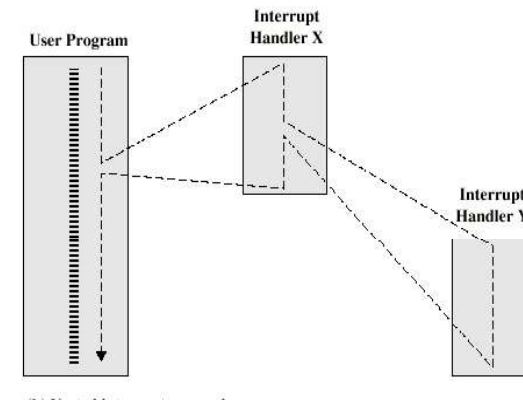 Interrupt
Handler X
User Program
Interrupt
Handler Y